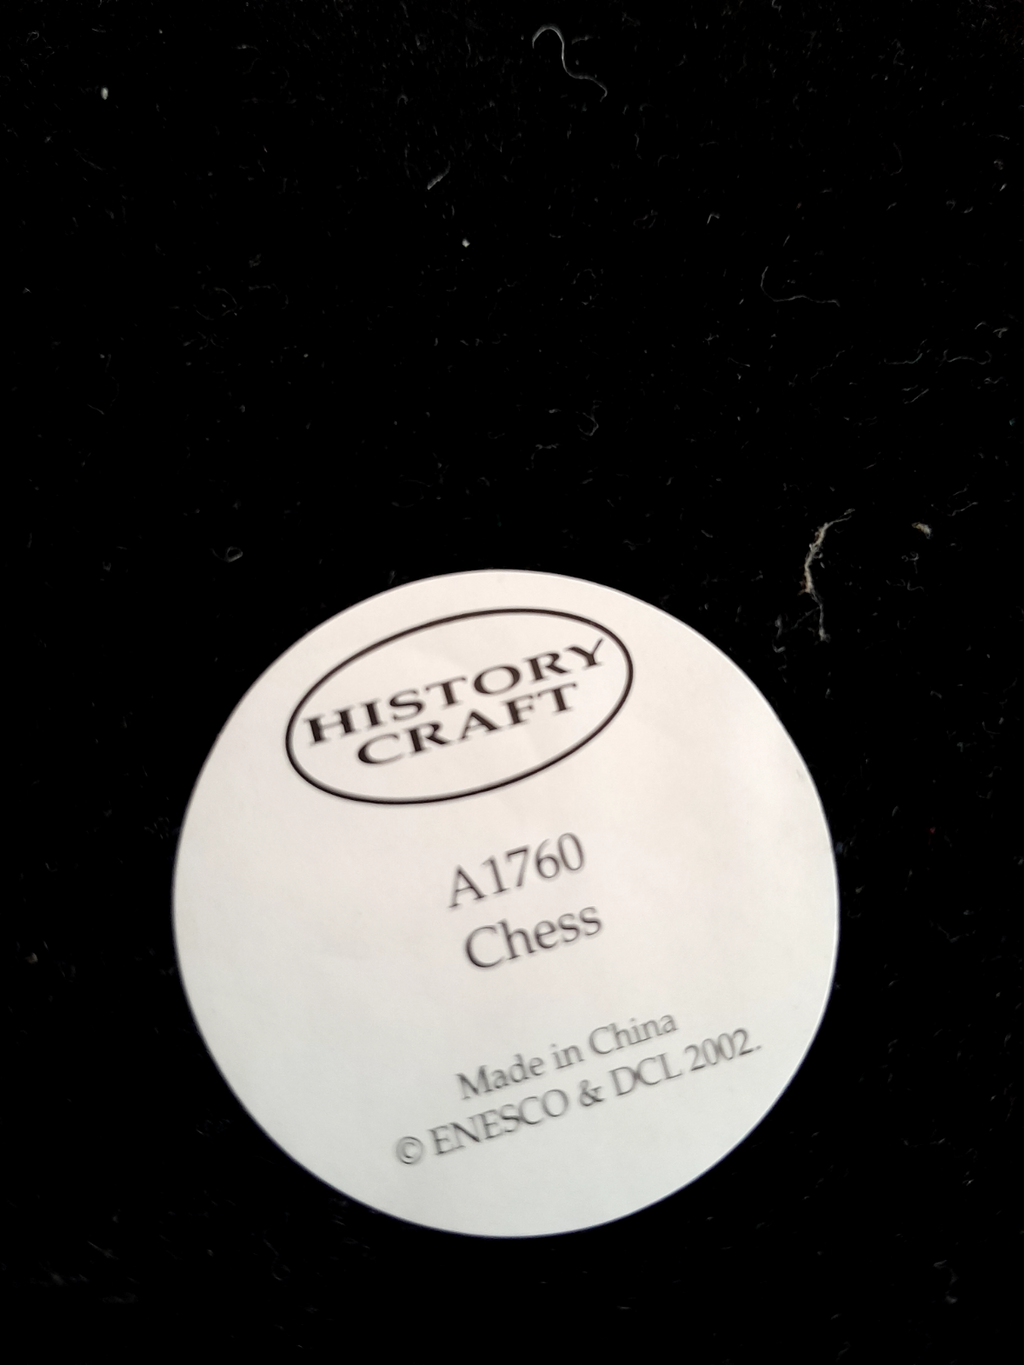 HISTORY
CRAFT
A1760
Chess
Made in China
© ENESCO & DCL 2002.